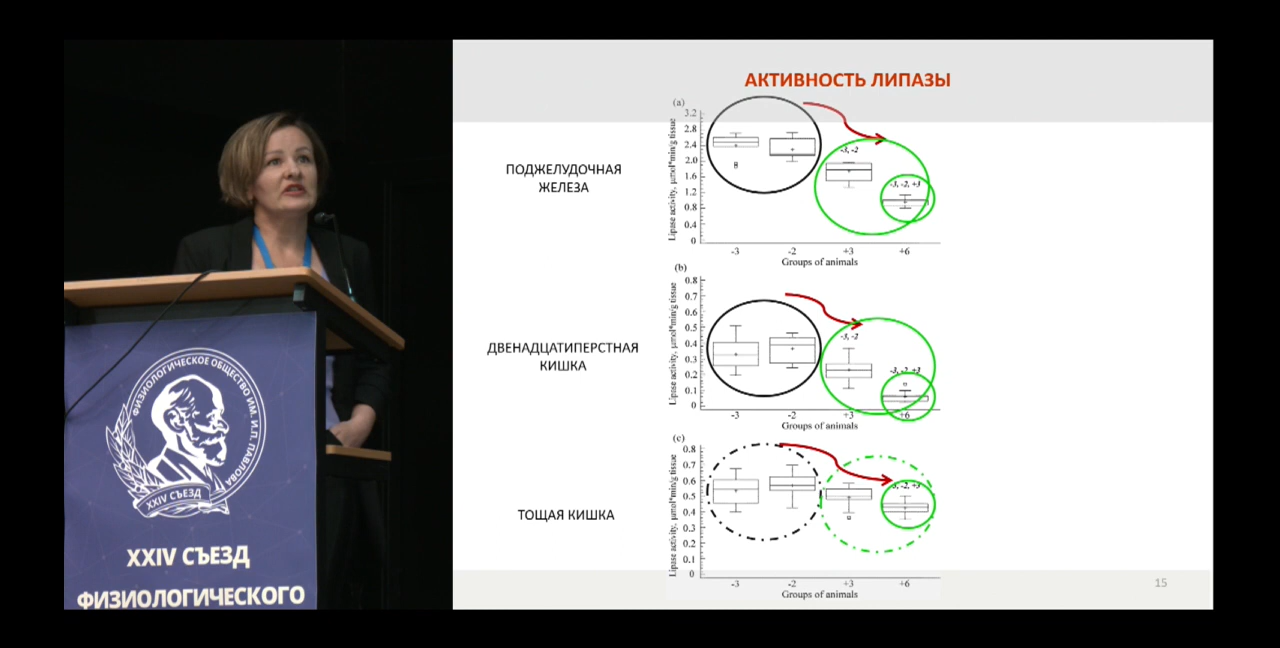 АКТИВНОСТЬ ЛИПАЗЫ
ПОДЖЕЛУДОЧНАЯ
ЖЕЛЕЗА
(a)
Lipase activity, µmol*min/g tissue
3.2
2.8
2.4
2.0
1.6
1.2
0.8
0.4
0
-3, -2
-3, -2, +3
-3 -2 +3 +6
Groups of animals
ДВЕНАДЦАТИПЕРСТНАЯ
КИШКА
(b)
Lipase activity, µmol*min/g tissue
0.8
0.7
0.6
0.5
0.4
0.3
0.2
0.1
0
-3, -2
-3, -2, +3
-3 -2 +3 +6
Groups of animals
ТОЩАЯ КИШКА
(c)
Lipase activity, µmol*min/g tissue
0.8
0.7
0.6
0.5
0.4
0.3
0.2
0.1
0
-3, -2, +3
-3 -2 +3 +6
Groups of animals
15
ФИЗИОЛОГИЧЕСКОЕ ОБЩЕСТВО ИМ. И.П. ПАВЛОВА
XXIV СЪЕЗД
XXIV СЪЕЗД
ФИЗИОЛОГИЧЕСКОГО